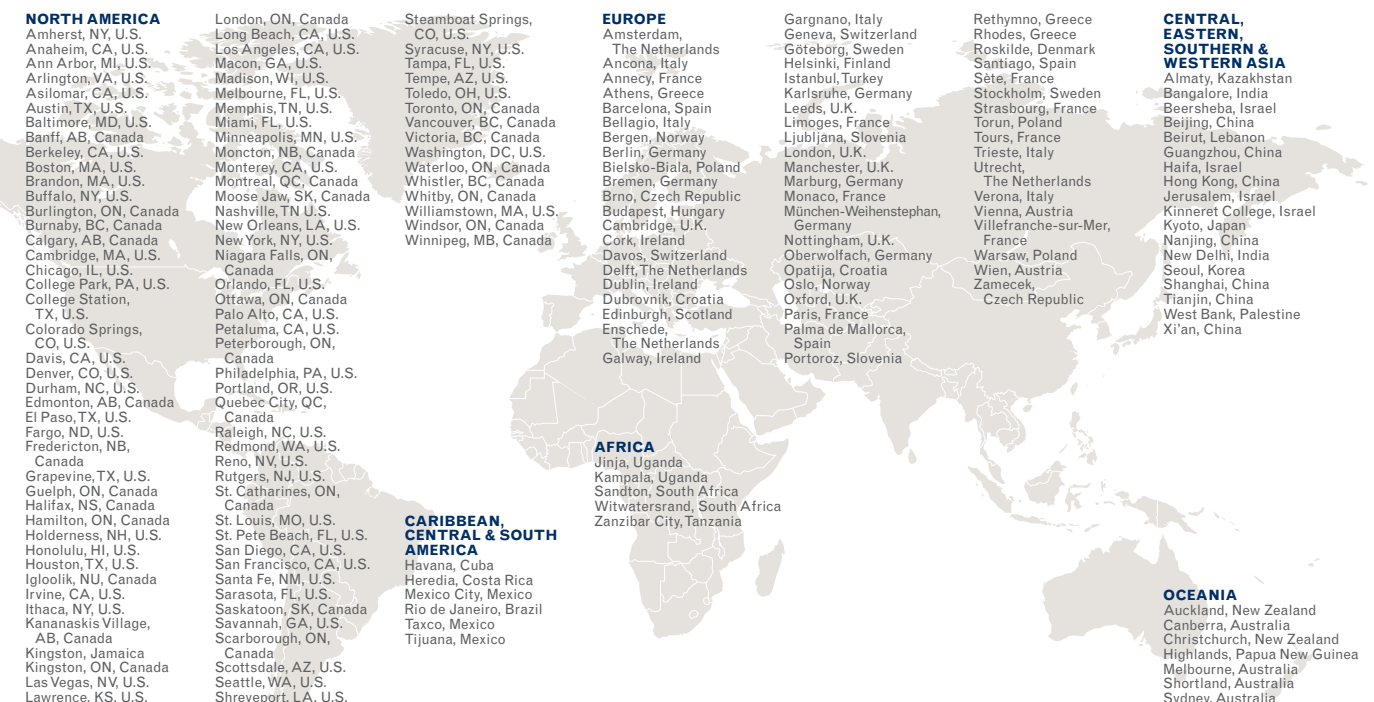 NORTH AMERICA
Amherst, NY, U.S.
Anaheim, CA, U.S.
Ann Arbor, MI, U.S.
Arlington, VA, U.S.
Asilomar, CA, U.S.
Austin, TX, U.S.
Baltimore, MD, U.S.
Banff, AB, Canada
Berkeley, CA, U.S.
Boston, MA, U.S.
Brandon, MA, U.S.
Buffalo, NY, U.S.
Burlington, ON, Canada
Burnaby, BC, Canada
Calgary, AB, Canada
Cambridge, MA, U.S.
Chicago, IL, U.S.
College Park, PA, U.S.
College Station,
TX, U.S.
Colorado Springs,
CO, U.S.
Davis, CA, U.S.
Denver, CO, U.S.
Durham, NC, U.S.
Edmonton, AB, Canada
El Paso, TX, U.S.
Fargo, ND, U.S.
Fredericton, NB,
Canada
Grapevine, TX, U.S.
Guelph, ON, Canada
Halifax, NS, Canada
Hamilton, ON, Canada
Holderness, NH, U.S.
Honolulu, HI, U.S.
Houston, TX, U.S.
Igloolik, NU, Canada
Irvine, CA, U.S.
Ithaca, NY, U.S.
Kananaskis Village,
AB, Canada
Kingston, Jamaica
Kingston, ON, Canada
Las Vegas, NV, U.S.
Lawrence, KS, U.S.
London, ON, Canada
Long Beach, CA, U.S.
Los Angeles, CA, U.S.
Macon, GA, U.S.
Madison, WI, U.S.
Melbourne, FL, U.S.
Memphis, TN, U.S.
Miami, FL, U.S.
Minneapolis, MN, U.S.
Moncton, NB, Canada
Monterey, CA, U.S.
Montreal, QC, Canada
Moose Jaw, SK, Canada
Nashville, TN U.S.
New Orleans, LA, U.S.
New York, NY, U.S.
Niagara Falls, ON,
Canada
Orlando, FL, U.S.
Ottawa, ON, Canada
Palo Alto, CA, U.S.
Petaluma, CA, U.S.
Peterborough, ON,
Canada
Philadelphia, PA, U.S.
Portland, OR, U.S.
Quebec City, QC,
Canada
Raleigh, NC, U.S.
Redmond, WA, U.S.
Reno, NV, U.S.
Rutgers, NJ, U.S.
St. Catharines, ON,
Canada
St. Louis, MO, U.S.
St. Pete Beach, FL, U.S.
San Diego, CA, U.S.
San Francisco, CA, U.S.
Santa Fe, NM, U.S.
Sarasota, FL, U.S.
Saskatoon, SK, Canada
Savannah, GA, U.S.
Scarborough, ON,
Canada
Scottsdale, AZ, U.S.
Seattle, WA, U.S.
Shreveport, LA, U.S.
Steamboat Springs,
CO, U.S.
Syracuse, NY, U.S.
Tampa, FL, U.S.
Tempe, AZ, U.S.
Toledo, OH, U.S.
Toronto, ON, Canada
Vancouver, BC, Canada
Victoria, BC, Canada
Washington, DC, U.S.
Waterloo, ON, Canada
Whistler, BC, Canada
Whitby, ON, Canada
Williamstown, MA, U.S.
Windsor, ON, Canada
Winnipeg, MB, Canada
CARIBBEAN,
CENTRAL & SOUTH
AMERICA
Havana, Cuba
Heredia, Costa Rica
Mexico City, Mexico
Rio de Janeiro, Brazil
Taxco, Mexico
Tijuana, Mexico
EUROPE
Amsterdam,
The Netherlands
Ancona, Italy
Annecy, France
Athens, Greece
Barcelona, Spain
Bellagio, Italy
Bergen, Norway
Berlin, Germany
Bielsko-Biala, Poland
Bremen, Germany
Brno, Czech Republic
Budapest, Hungary
Cambridge, U.K.
Cork, Ireland
Davos, Switzerland
Delft, The Netherlands
Dublin, Ireland
Dubrovnik, Croatia
Edinburgh, Scotland
Enschede,
The Netherlands
Galway, Ireland
Gargnano, Italy
Geneva, Switzerland
Göteborg, Sweden
Helsinki, Finland
Istanbul, Turkey
Karlsruhe, Germany
Leeds, U.K.
Limoges, France
Ljubljana, Slovenia
London, U.K.
Manchester, U.K.
Marburg, Germany
Monaco, France
München-Weihenstephan,
Germany
Nottingham, U.K.
Oberwolfach, Germany
Opatija, Croatia
Oslo, Norway
Oxford, U.K.
Paris, France
Palma de Mallorca,
Spain
Portoroz, Slovenia
Rethymno, Greece
Rhodes, Greece
Roskilde, Denmark
Santiago, Spain
Sète, France
Stockholm, Sweden
Strasbourg, France
Torun, Poland
Tours, France
Trieste, Italy
Utrecht,
The Netherlands
Verona, Italy
Vienna, Austria
Villefranche-sur-Mer,
France
Warsaw, Poland
Wien, Austria
Zamecek,
Czech Republic
AFRICA
Jinja, Uganda
Kampala, Uganda
Sandton, South Africa
Witwatersrand, South Africa
Zanzibar City, Tanzania
CENTRAL,
EASTERN,
SOUTHERN &
WESTERN ASIA
Almaty, Kazakhstan
Bangalore, India
Beersheba, Israel
Beijing, China
Beirut, Lebanon
Guangzhou, China
Haifa, Israel
Hong Kong, China
Jerusalem, Israel
Kinneret College, Israel
Kyoto, Japan
Nanjing, China
New Delhi, India
Seoul, Korea
Shanghai, China
Tianjin, China
West Bank, Palestine
Xi'an, China
OCEANIA
Auckland, New Zealand
Canberra, Australia
Christchurch, New Zealand
Highlands, Papua New Guinea
Melbourne, Australia
Shortland, Australia
Sydney, Australia